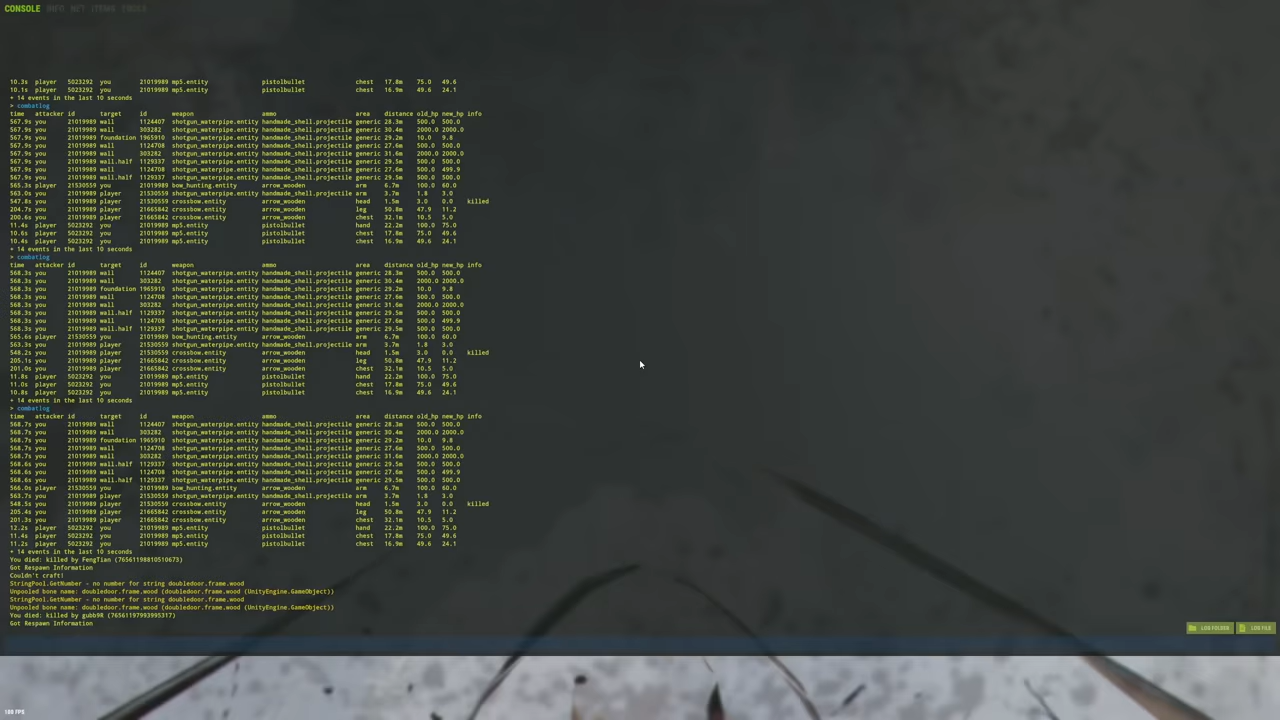 CONSOLE INFO NET ITEMS
10.3s player 5023292 you 21019989 mp5.entity pistolbullet chest 17.8m 75.0 49.6
10.1s player 5023292 you 21019989 mp5.entity pistolbullet chest 16.9m 49.6 24.1
+ 14 events in the last 10 seconds
> combatlog
time attacker id target id weapon ammo area distance old_hp new_hp info
567.9s you 21019989 wall 1124407 shotgun_waterpipe.entity handmade_shell.projectile generic 28.3m 500.0 500.0
567.9s you 21019989 wall 303282 shotgun_waterpipe.entity handmade_shell.projectile generic 30.4m 2000.0 2000.0
567.9s you 21019989 foundation 1965910 shotgun_waterpipe.entity handmade_shell.projectile generic 29.2m 10.0 9.8
567.9s you 21019989 wall 1124708 shotgun_waterpipe.entity handmade_shell.projectile generic 27.6m 500.0 500.0
567.9s you 21019989 wall 303282 shotgun_waterpipe.entity handmade_shell.projectile generic 31.6m 2000.0 2000.0
567.9s you 21019989 wall.half 1129337 shotgun_waterpipe.entity handmade_shell.projectile generic 29.5m 500.0 500.0
567.9s you 21019989 wall 1124708 shotgun_waterpipe.entity handmade_shell.projectile generic 27.6m 500.0 499.9
567.9s you 21019989 wall.half 1129337 shotgun_waterpipe.entity handmade_shell.projectile generic 29.5m 500.0 500.0
565.3s player 21530559 you 21019989 bow_hunting.entity arrow_wooden arm 6.7m 100.0 60.0
563.0s you 21019989 player 21530559 shotgun_waterpipe.entity handmade_shell.projectile arm 3.7m 1.8 3.0
547.8s you 21019989 player 21530559 crossbow.entity arrow_wooden head 1.5m 3.0 0.0 killed
204.7s you 21019989 player 21665842 crossbow.entity arrow_wooden leg 50.8m 47.9 11.2
200.6s you 21019989 player 21665842 crossbow.entity arrow_wooden chest 32.1m 10.5 5.0
11.4s player 5023292 you 21019989 mp5.entity pistolbullet hand 22.2m 100.0 75.0
10.6s player 5023292 you 21019989 mp5.entity pistolbullet chest 17.8m 75.0 49.6
10.4s player 5023292 you 21019989 mp5.entity pistolbullet chest 16.9m 49.6 24.1
+ 14 events in the last 10 seconds
> combatlog
time attacker id target id weapon ammo area distance old_hp new_hp info
568.3s you 21019989 wall 1124407 shotgun_waterpipe.entity handmade_shell.projectile generic 28.3m 500.0 500.0
568.3s you 21019989 wall 303282 shotgun_waterpipe.entity handmade_shell.projectile generic 30.4m 2000.0 2000.0
568.3s you 21019989 foundation 1965910 shotgun_waterpipe.entity handmade_shell.projectile generic 29.2m 10.0 9.8
568.3s you 21019989 wall 1124708 shotgun_waterpipe.entity handmade_shell.projectile generic 27.6m 500.0 500.0
568.3s you 21019989 wall 303282 shotgun_waterpipe.entity handmade_shell.projectile generic 31.6m 2000.0 2000.0
568.3s you 21019989 wall.half 1129337 shotgun_waterpipe.entity handmade_shell.projectile generic 29.5m 500.0 500.0
568.3s you 21019989 wall 1124708 shotgun_waterpipe.entity handmade_shell.projectile generic 27.6m 500.0 499.9
568.3s you 21019989 wall.half 1129337 shotgun_waterpipe.entity handmade_shell.projectile generic 29.5m 500.0 500.0
565.6s player 21530559 you 21019989 bow_hunting.entity arrow_wooden arm 6.7m 100.0 60.0
563.3s you 21019989 player 21530559 shotgun_waterpipe.entity handmade_shell.projectile arm 3.7m 1.8 3.0
548.2s you 21019989 player 21530559 crossbow.entity arrow_wooden head 1.5m 3.0 0.0 killed
205.1s you 21019989 player 21665842 crossbow.entity arrow_wooden leg 50.8m 47.9 11.2
201.0s you 21019989 player 21665842 crossbow.entity arrow_wooden chest 32.1m 10.5 5.0
11.8s player 5023292 you 21019989 mp5.entity pistolbullet hand 22.2m 100.0 75.0
11.0s player 5023292 you 21019989 mp5.entity pistolbullet chest 17.8m 75.0 49.6
10.8s player 5023292 you 21019989 mp5.entity pistolbullet chest 16.9m 49.6 24.1
+ 14 events in the last 10 seconds
> combatlog
time attacker id target id weapon ammo area distance old_hp new_hp info
568.7s you 21019989 wall 1124407 shotgun_waterpipe.entity handmade_shell.projectile generic 28.3m 500.0 500.0
568.7s you 21019989 wall 303282 shotgun_waterpipe.entity handmade_shell.projectile generic 30.4m 2000.0 2000.0
568.7s you 21019989 foundation 1965910 shotgun_waterpipe.entity handmade_shell.projectile generic 29.2m 10.0 9.8
568.7s you 21019989 wall 1124708 shotgun_waterpipe.entity handmade_shell.projectile generic 27.6m 500.0 500.0
568.7s you 21019989 wall 303282 shotgun_waterpipe.entity handmade_shell.projectile generic 31.6m 2000.0 2000.0
568.6s you 21019989 wall.half 1129337 shotgun_waterpipe.entity handmade_shell.projectile generic 29.5m 500.0 500.0
568.6s you 21019989 wall 1124708 shotgun_waterpipe.entity handmade_shell.projectile generic 27.6m 500.0 499.9
568.6s you 21019989 wall.half 1129337 shotgun_waterpipe.entity handmade_shell.projectile generic 29.5m 500.0 500.0
566.0s player 21530559 you 21019989 bow_hunting.entity arrow_wooden arm 6.7m 100.0 60.0
563.7s you 21019989 player 21530559 shotgun_waterpipe.entity handmade_shell.projectile arm 3.7m 1.8 3.0
548.5s you 21019989 player 21530559 crossbow.entity arrow_wooden head 1.5m 3.0 0.0 killed
205.4s you 21019989 player 21665842 crossbow.entity arrow_wooden leg 50.8m 47.9 11.2
201.3s you 21019989 player 21665842 crossbow.entity arrow_wooden chest 32.1m 10.5 5.0
12.2s player 5023292 you 21019989 mp5.entity pistolbullet hand 22.2m 100.0 75.0
11.4s player 5023292 you 21019989 mp5.entity pistolbullet chest 17.8m 75.0 49.6
11.2s player 5023292 you 21019989 mp5.entity pistolbullet chest 16.9m 49.6 24.1
+ 14 events in the last 10 seconds
You died: killed by FengTian (76561198810510673)
Got Respawn Information
Couldn't craft!
StringPool.GetNumber - no number for string doubledoor.frame.wood
Unpooled bone name: doubledoor.frame.wood (doubledoor.frame.wood (UnityEngine.GameObject))
StringPool.GetNumber - no number for string doubledoor.frame.wood
Unpooled bone name: doubledoor.frame.wood (doubledoor.frame.wood (UnityEngine.GameObject))
You died: killed by gubb98 (76561197993995317)
Got Respawn Information
LOG FOLDER LOG FILE